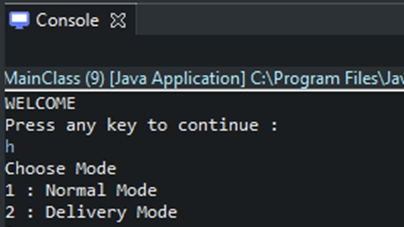 Console
MainClass (9) [Java Application] C:\Program Files\Jav
WELCOME
Press any key to continue :
h
Choose Mode
1 : Normal Mode
2 : Delivery Mode